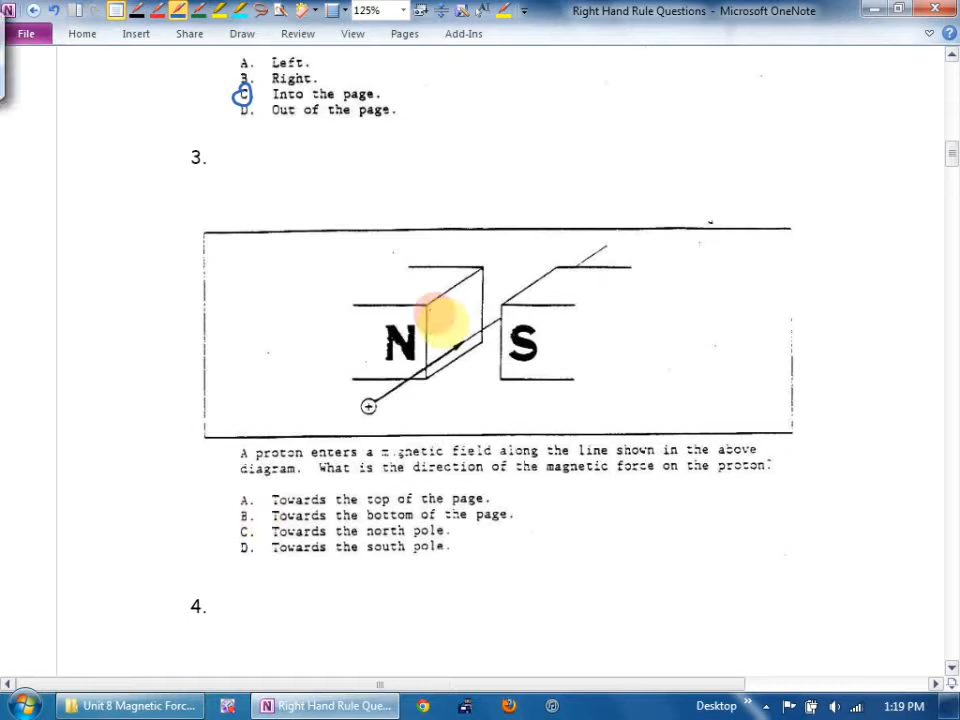 125%
Right Hand Rule Questions - Microsoft OneNote
File Home Insert Share Draw Review View Pages Add-Ins
A. Left.
B. Right.
C Into the page.
D. Out of the page.
3.
N S
+
A proton enters a magnetic field along the line shown in the above
diagram. What is the direction of the magnetic force on the proton?
A. Towards the top of the page.
B. Towards the bottom of the page.
C. Towards the north pole.
D. Towards the south pole.
4.
Unit 8 Magnetic Forc... Right Hand Rule Que... Desktop 1:19 PM